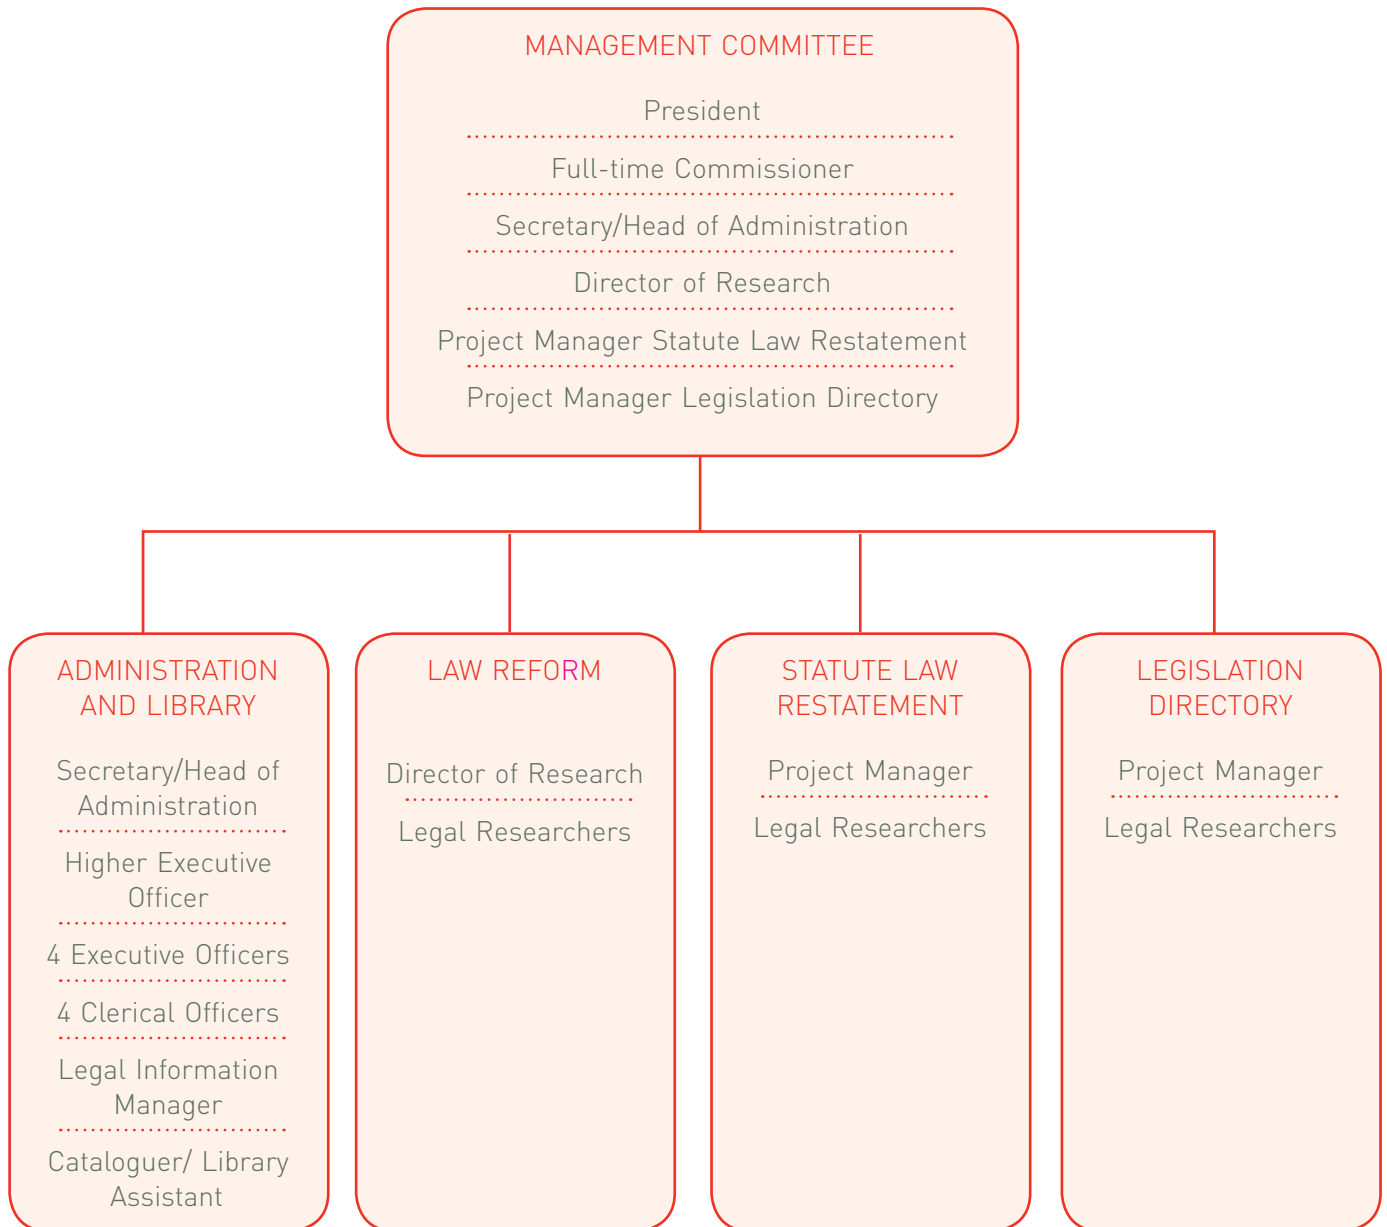 MANAGEMENT COMMITTEE
President
Full-time Commissioner
Secretary/Head of Administration
Director of Research
Project Manager Statute Law Restatement
Project Manager Legislation Directory
ADMINISTRATION
AND LIBRARY
Secretary/Head of
Administration
Higher Executive
Officer
4 Executive Officers
4 Clerical Officers
Legal Information
Manager
Cataloguer/ Library
Assistant
LAW REFORM
Director of Research
Legal Researchers
STATUTE LAW
RESTATEMENT
Project Manager
Legal Researchers
LEGISLATION
DIRECTORY
Project Manager
Legal Researchers